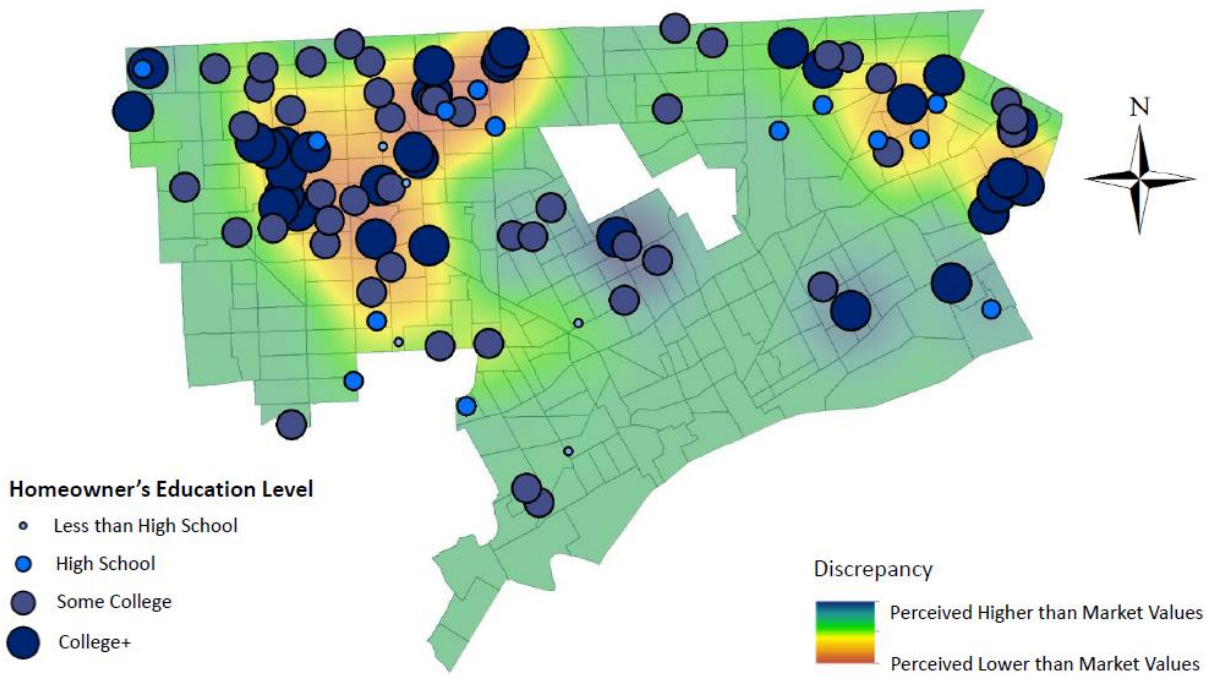 N
Homeowner’s Education Level
Less than High School
High School
Some College
College+
Discrepancy
Perceived Higher than Market Values
Perceived Lower than Market Values